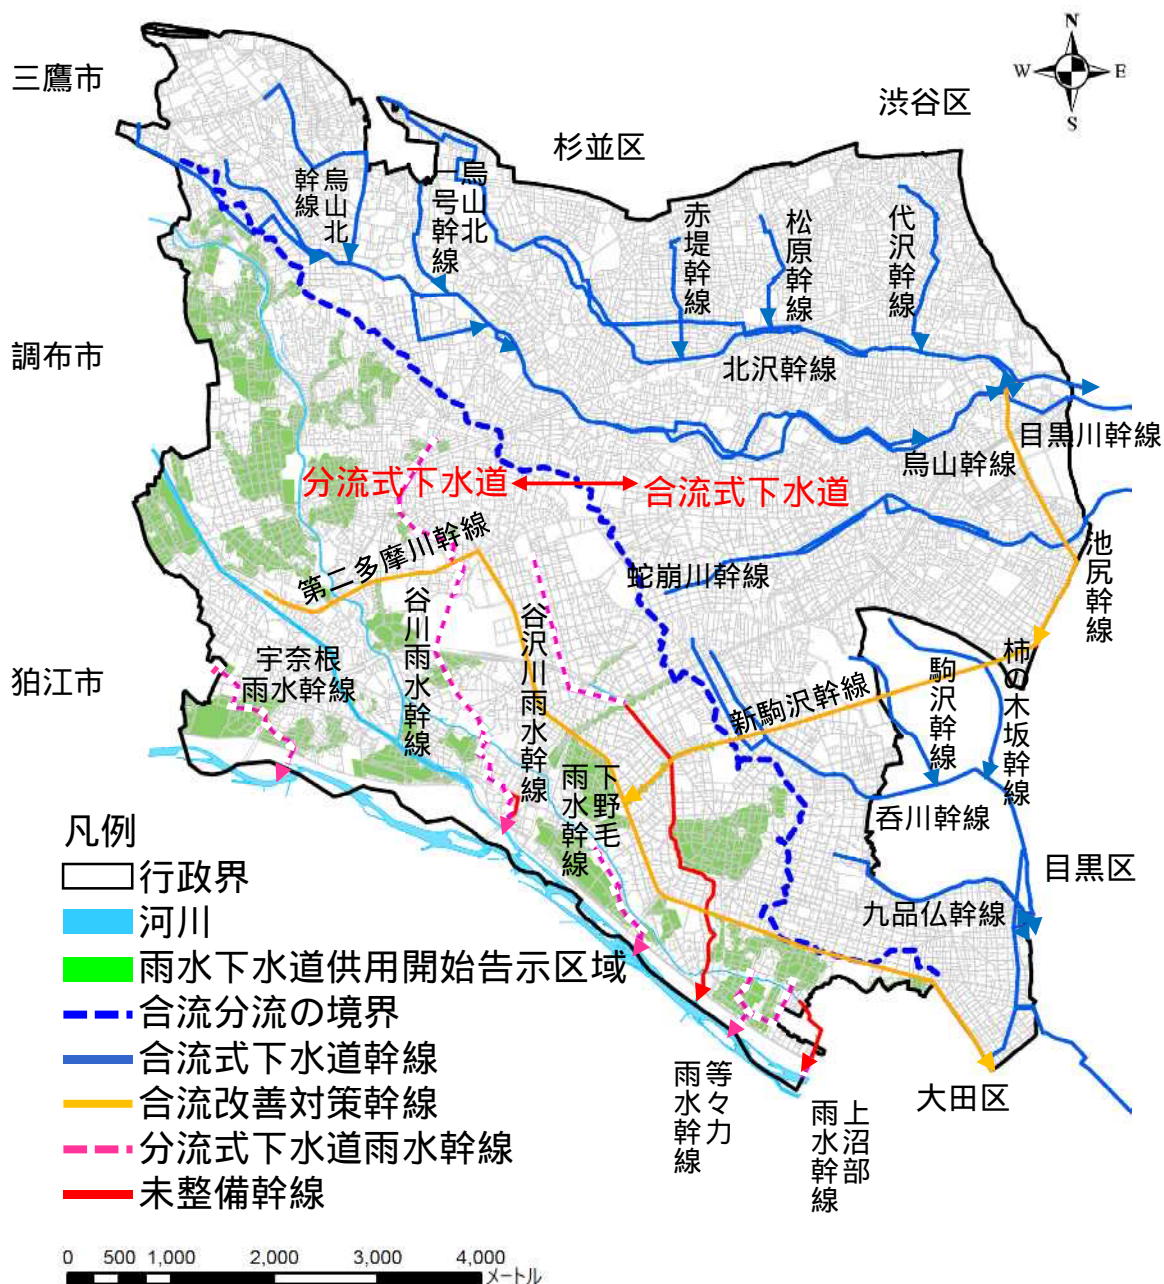 N
W E
S
三鷹市
渋谷区
杉並区
烏山北
幹線
烏山北
一号幹線
赤堤幹線
松原幹線
代沢幹線
調布市
北沢幹線
目黒川幹線
烏山幹線
分流式下水道
合流式下水道
第二多摩川幹線
蛇崩川幹線
池尻幹線
狛江市
宇奈根
雨水幹線
谷川雨水幹線
谷沢川雨水幹線
下野毛
雨水幹線
新駒沢幹線
駒沢幹線
柿の木坂幹線
呑川幹線
目黒区
九品仏幹線
等々力
雨水幹線
上沼部
雨水幹線
大田区
凡例
行政界
河川
雨水下水道供用開始告示区域
合流分流の境界
合流式下水道幹線
合流改善対策幹線
分流式下水道雨水幹線
未整備幹線
0 500 1,000 2,000 3,000 4,000
メートル